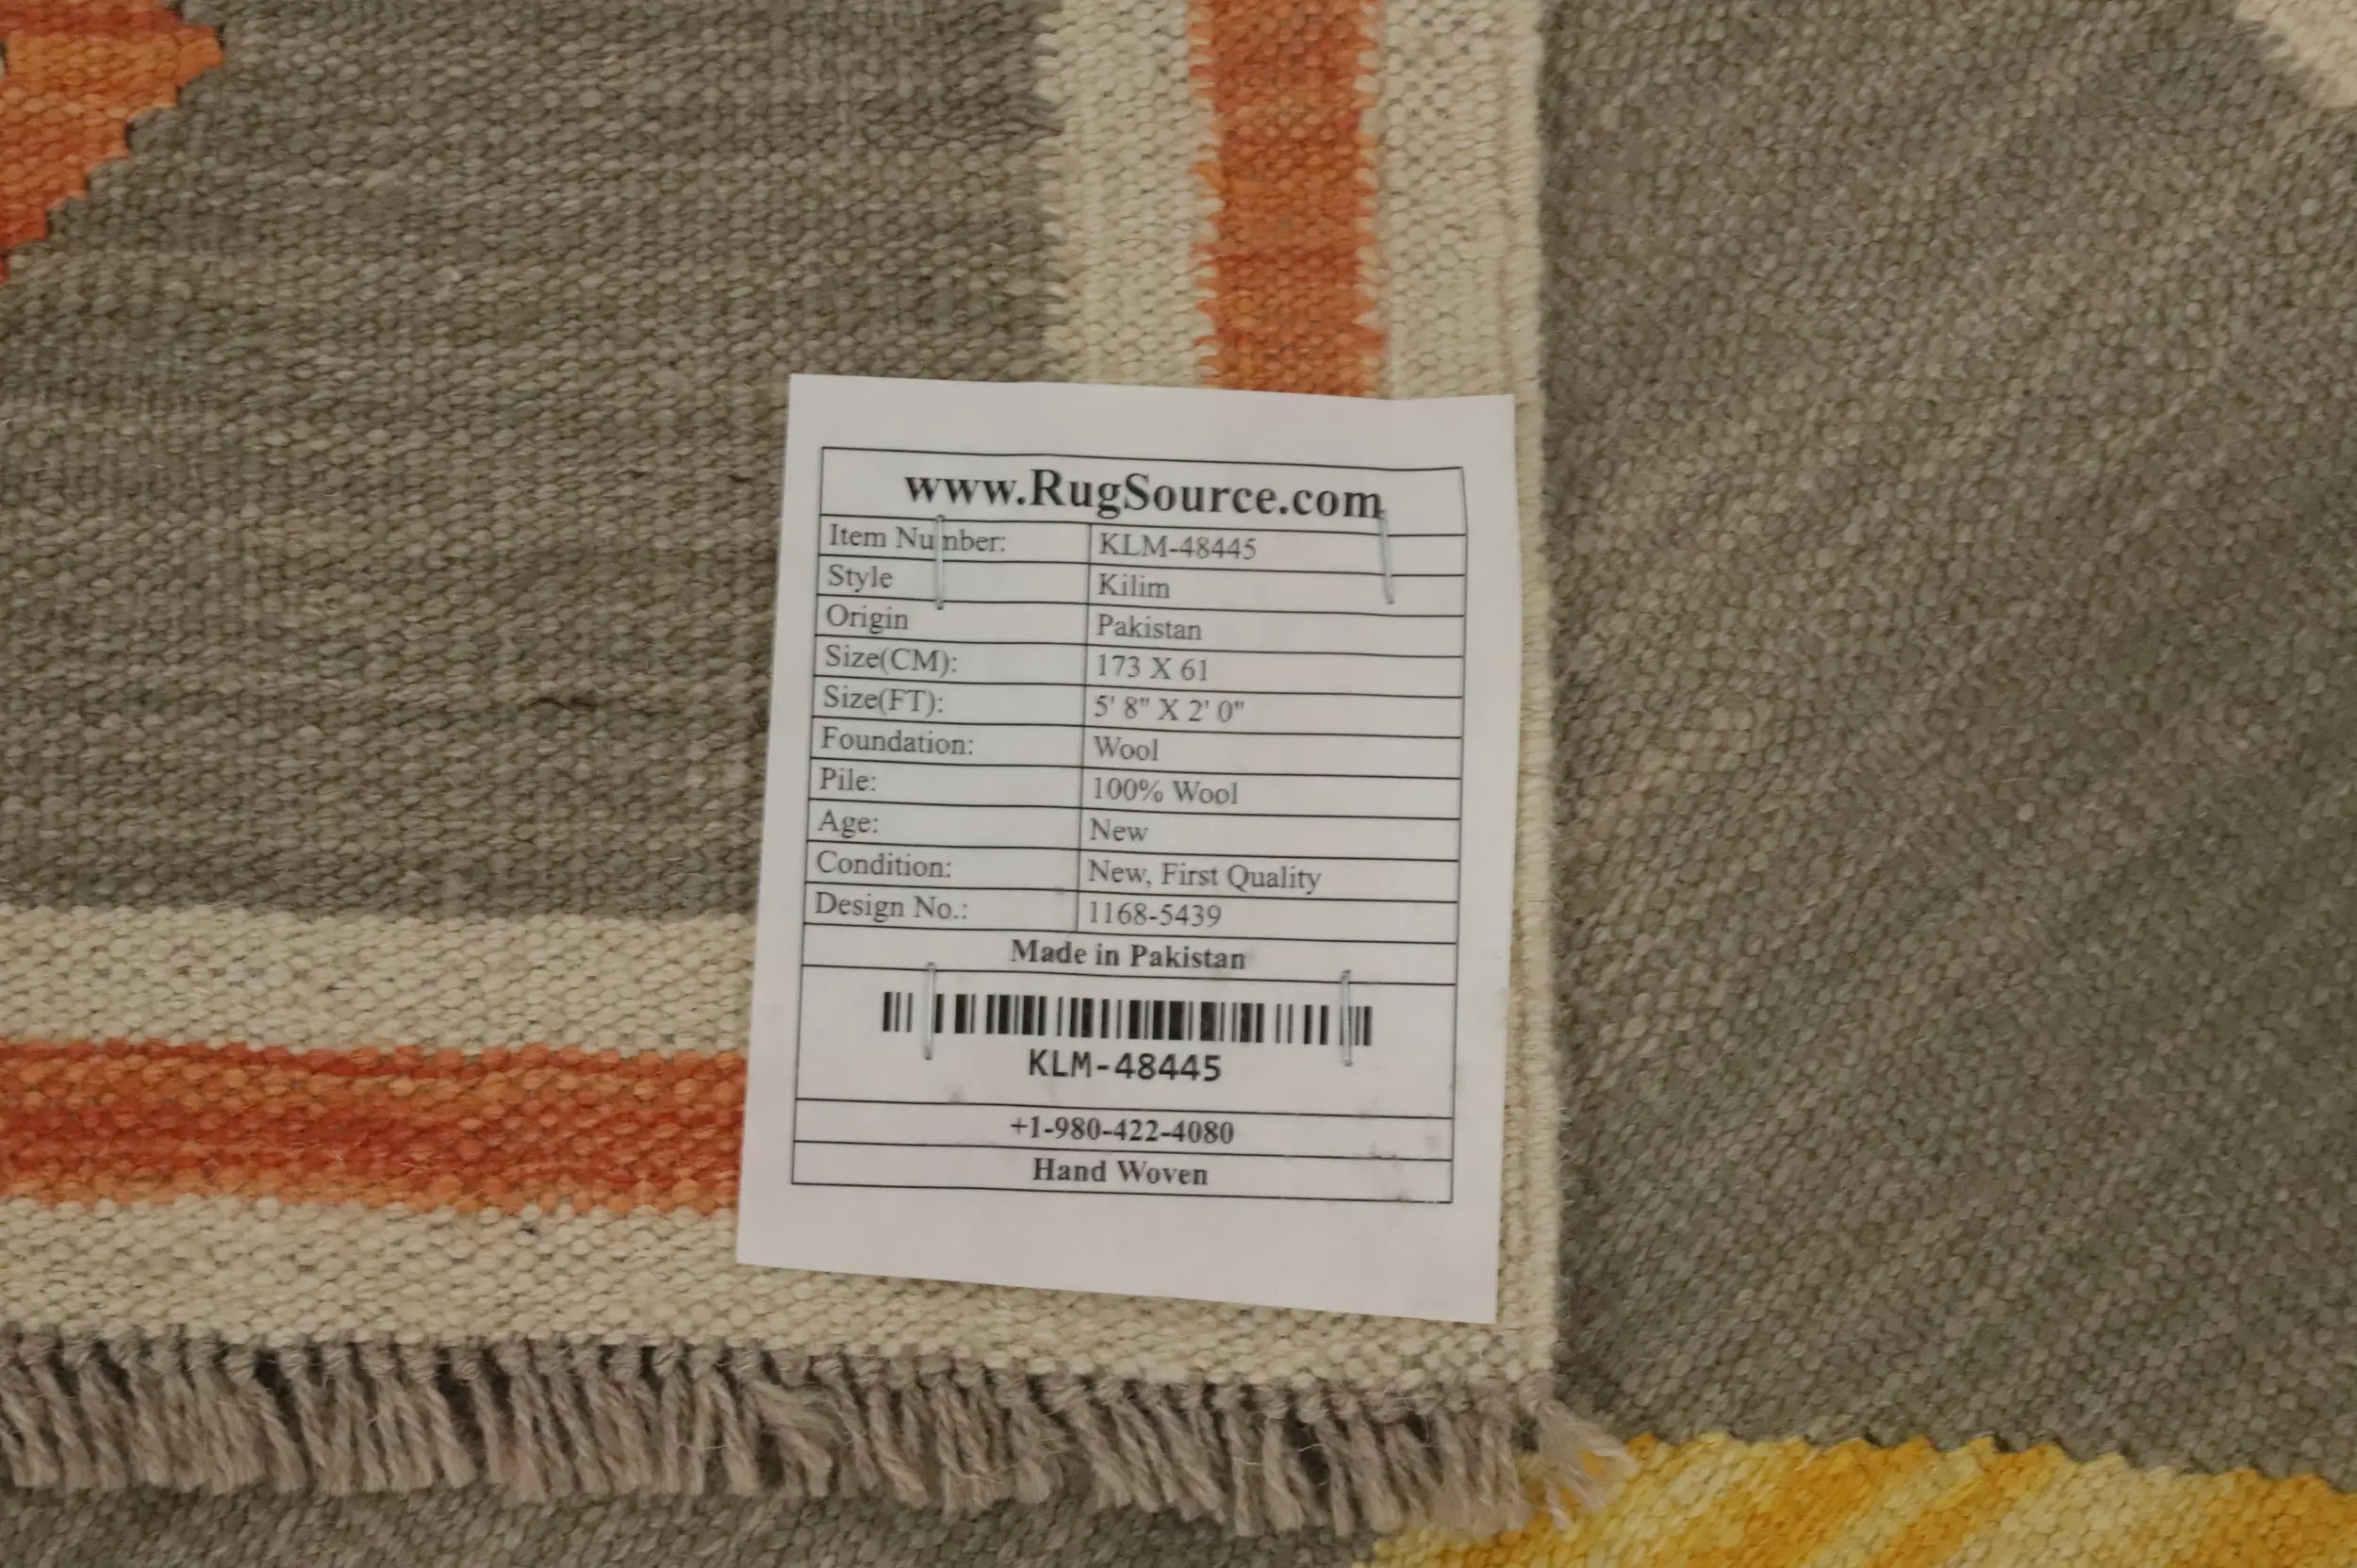 www.RugSource.com
Item Number: KLM-48445
Style Kilim
Origin Pakistan
Size(CM): 173 X 61
Size(FT): 5' 8" X 2' 0"
Foundation: Wool
Pile: 100% Wool
Age: New
Condition: New, First Quality
Design No.: 1168-5439
Made in Pakistan
KLM-48445
+1-980-422-4080
Hand Woven